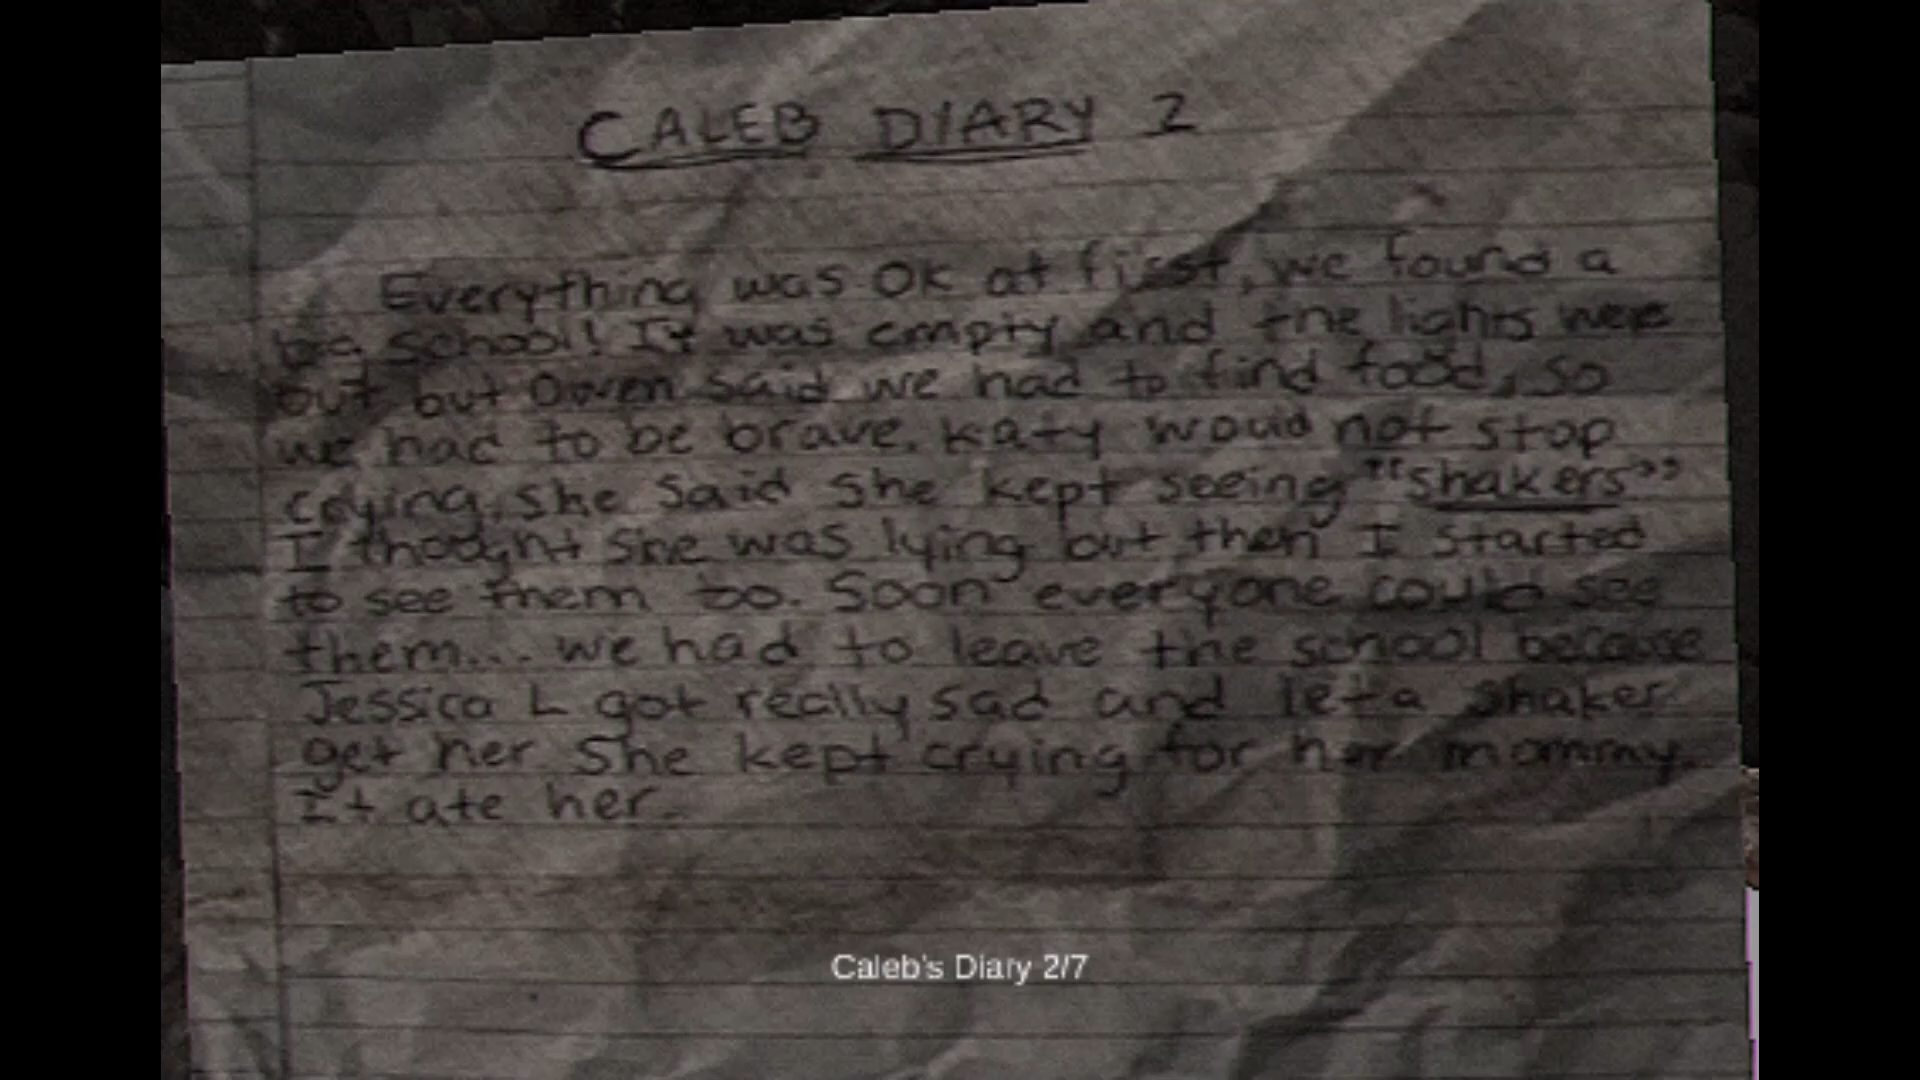 CALEB DIARY 2
Everything was OK at first, we found a
big school! It was empty and the lights were
out but Owen said we had to find food, so
we had to be brave. Katy would not stop
crying, she said she kept seeing "shakers"
I thought she was lying but then I started
to see them to. Soon everyone could see
them... we had to leave the school because
Jessica L got really sad and let a shaker
get her She kept crying for her mommy.
It ate her.
Caleb's Diary 2/7